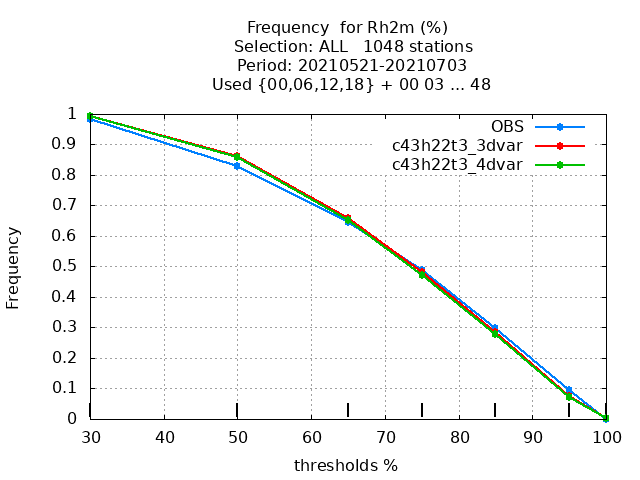 Frequency  for Rh2m (%)
Selection: ALL   1048 stations
Period: 20210521-20210703
Used {00,06,12,18} + 00 03 ... 48
OBS
c43h22t3_3dvar
c43h22t3_4dvar
Frequency
1
0.9
0.8
0.7
0.6
0.5
0.4
0.3
0.2
0.1
0
30 40 50 60 70 80 90 100
thresholds %